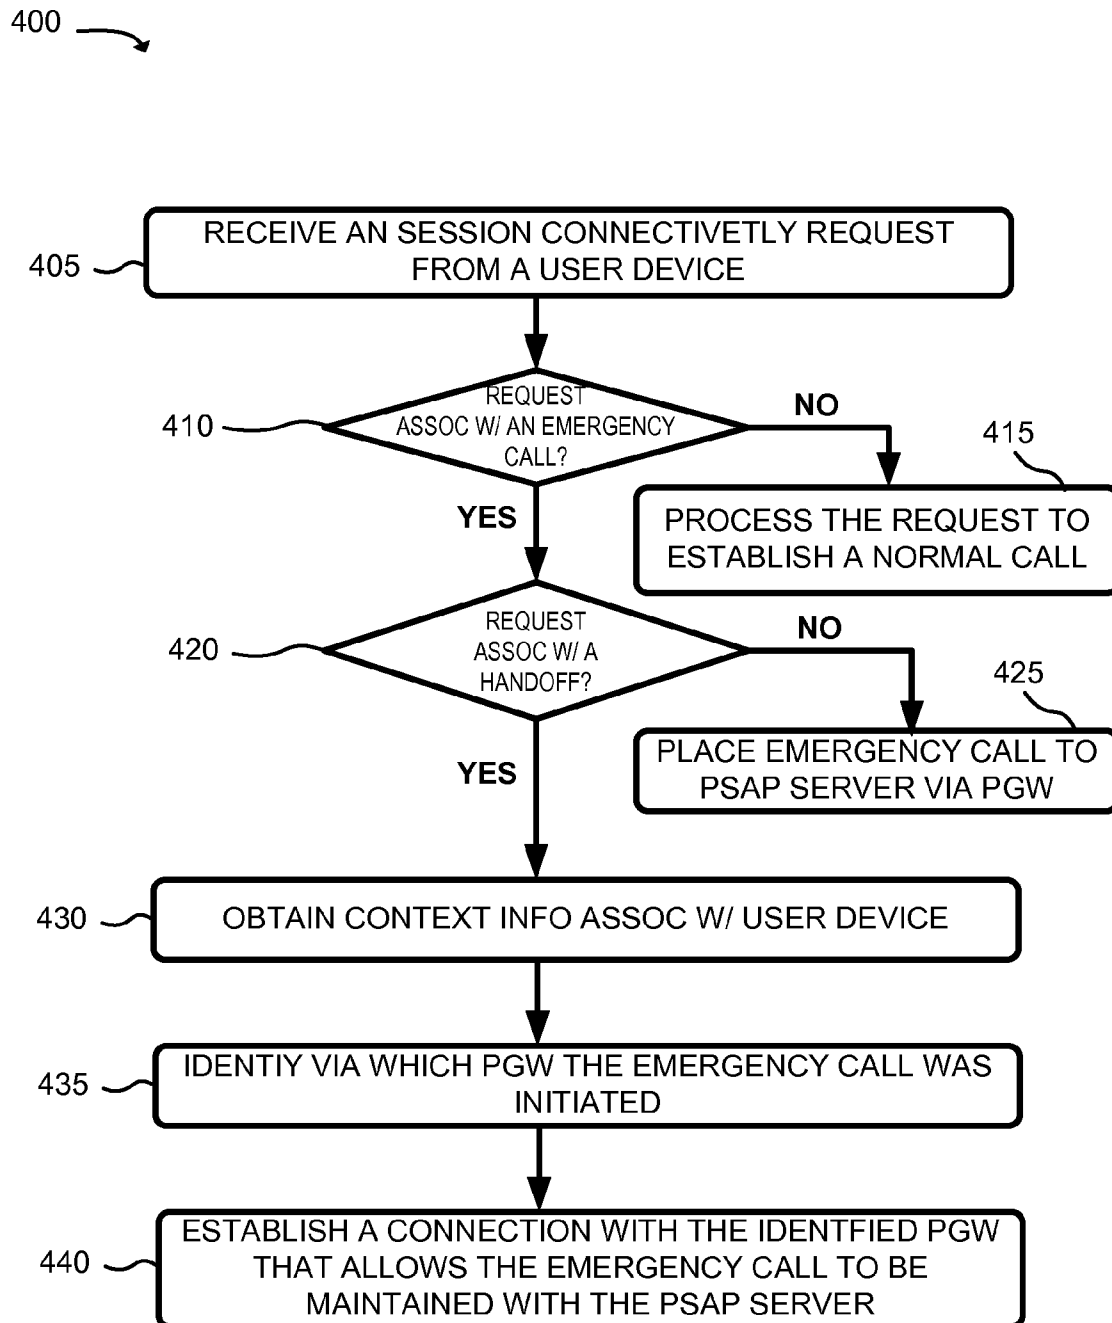 400
RECEIVE AN SESSION CONNECTIVETLY REQUEST
FROM A USER DEVICE
405
REQUEST
ASSOC W/ AN EMERGENCY
CALL?
410
NO
415
PROCESS THE REQUEST TO
ESTABLISH A NORMAL CALL
YES
REQUEST
ASSOC W/ A
HANDOFF?
420
NO
425
PLACE EMERGENCY CALL TO
PSAP SERVER VIA PGW
YES
430
OBTAIN CONTEXT INFO ASSOC W/ USER DEVICE
435
IDENTIY VIA WHICH PGW THE EMERGENCY CALL WAS
INITIATED
440
ESTABLISH A CONNECTION WITH THE IDENTFIED PGW
THAT ALLOWS THE EMERGENCY CALL TO BE
MAINTAINED WITH THE PSAP SERVER